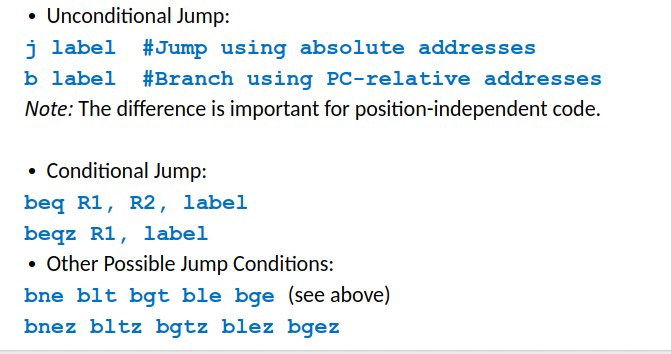 • Unconditional Jump:
j label  #Jump using absolute addresses
b label  #Branch using PC-relative addresses
Note: The difference is important for position-independent code.
• Conditional Jump:
beq R1, R2, label
beqz R1, label
• Other Possible Jump Conditions:
bne blt bgt ble bge (see above)
bnez bltz bgtz blez bgez